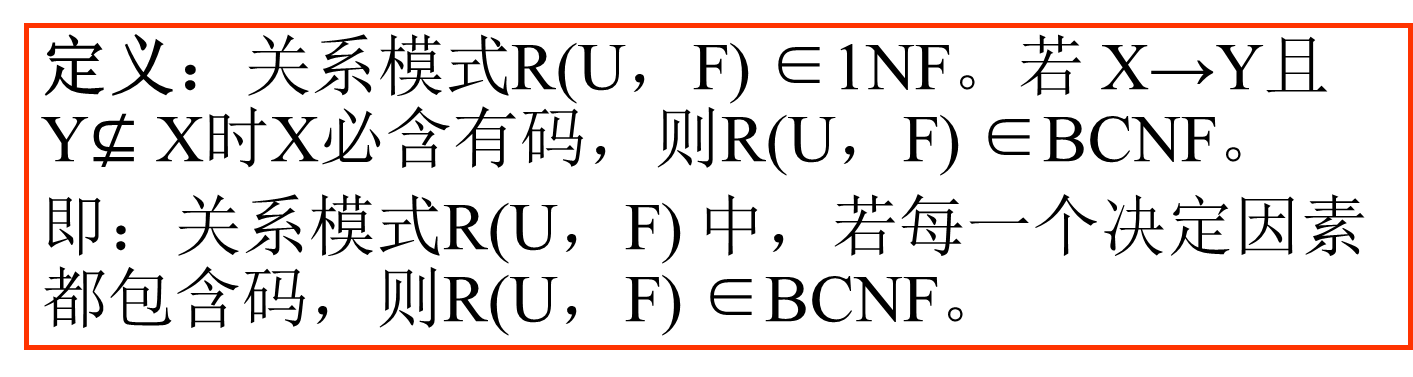 定义：关系模式R(U，F) ∈1NF。若 X→Y且
Y⊈ X时X必含有码，则R(U，F) ∈BCNF。
即：关系模式R(U，F) 中，若每一个决定因素
都包含码，则R(U，F) ∈BCNF。